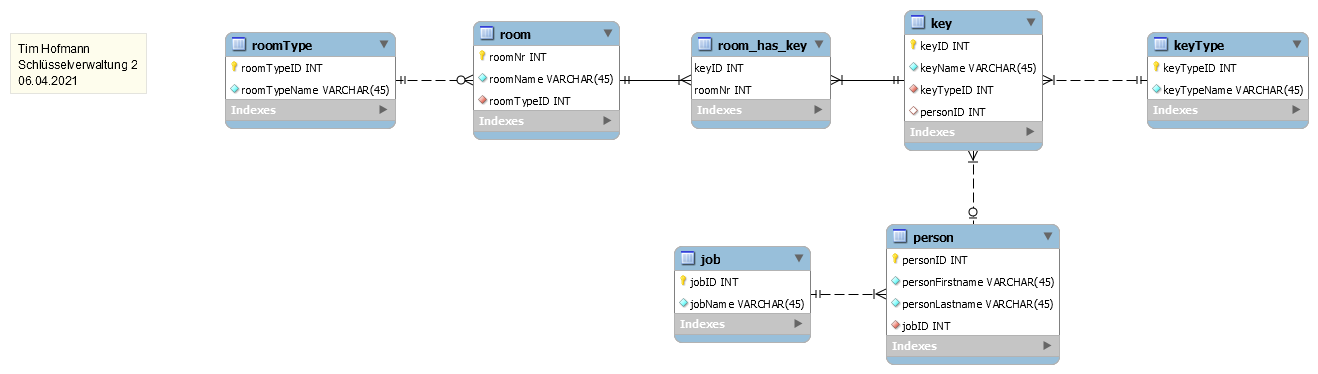 Tim Hofmann
Schlüsselverwaltung 2
06.04.2021
roomType
roomTypeID INT
roomTypeName VARCHAR(45)
Indexes
room
roomNr INT
roomName VARCHAR(45)
roomTypeID INT
Indexes
room_has_key
keyID INT
roomNr INT
Indexes
key
keyID INT
keyName VARCHAR(45)
keyTypeID INT
personID INT
Indexes
keyType
keyTypeID INT
keyTypeName VARCHAR(45)
Indexes
job
jobID INT
jobName VARCHAR(45)
Indexes
person
personID INT
personFirstname VARCHAR(45)
personLastname VARCHAR(45)
jobID INT
Indexes